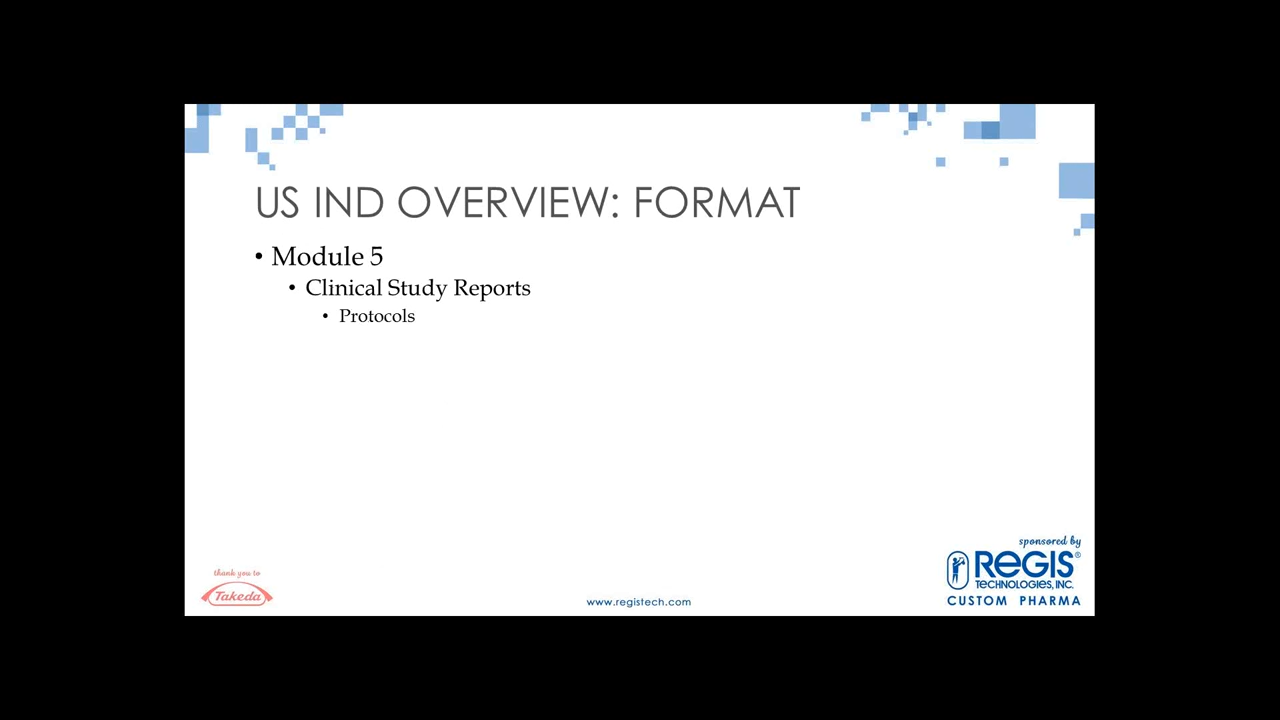 US IND OVERVIEW: FORMAT
• Module 5
• Clinical Study Reports
• Protocols
thank you to
Takeda
www.registech.com
sponsored by
REGIS®
TECHNOLOGIES, INC.
CUSTOM PHARMA